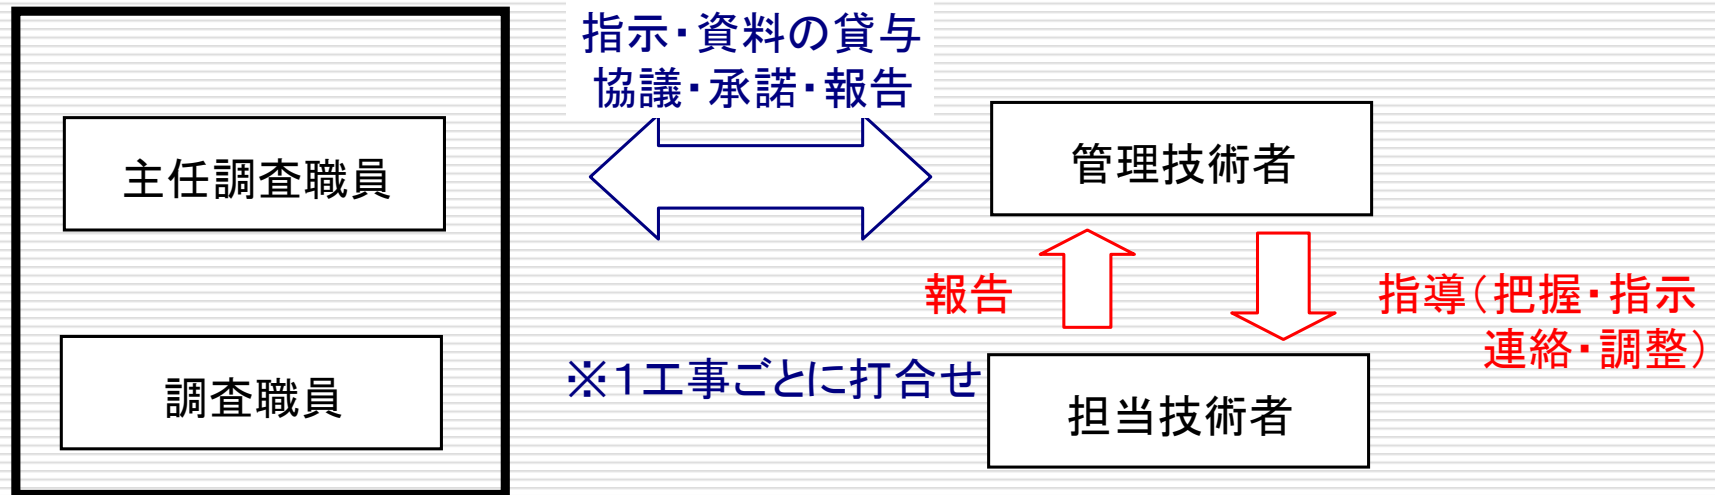 指示・資料の貸与
協議・承諾・報告
主任調査職員
管理技術者
報告
指導(把握・指示
連絡・調整)
※1工事ごとに打合せ
調査職員
担当技術者